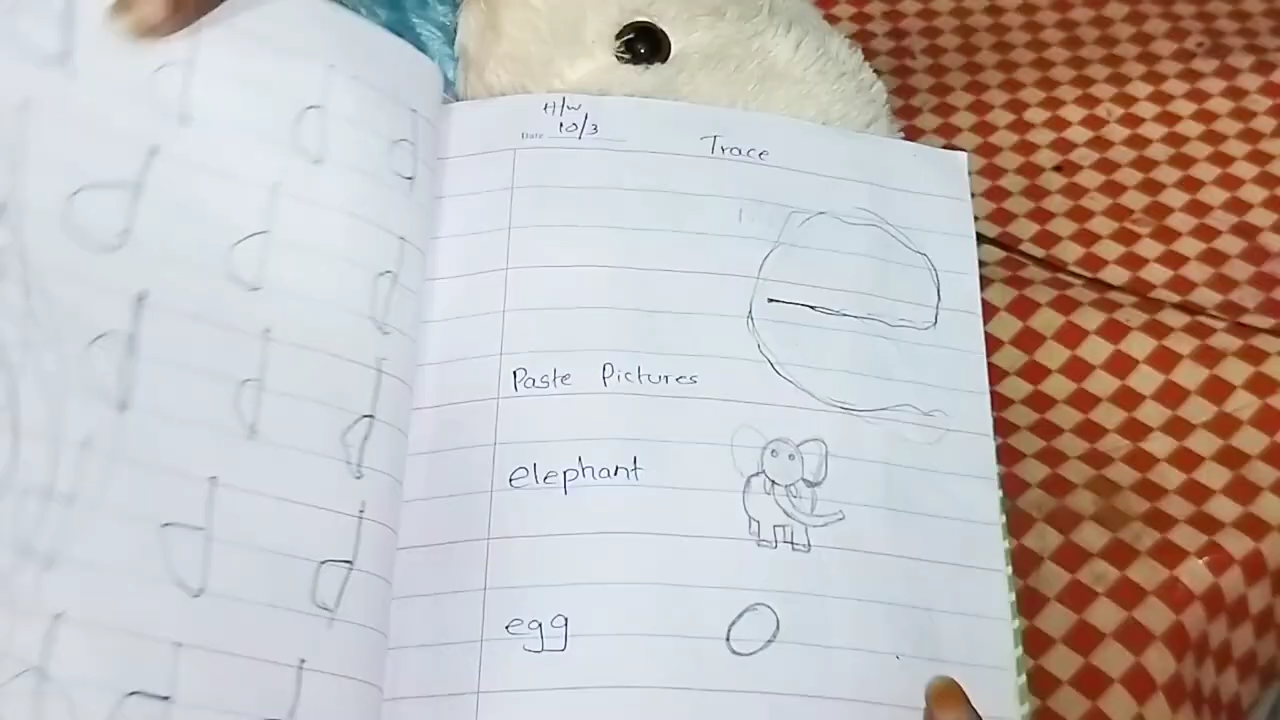 H/W
Date 10/3
Trace
e
Paste Pictures
elephant
egg
d d d
d d d
d d d
d d